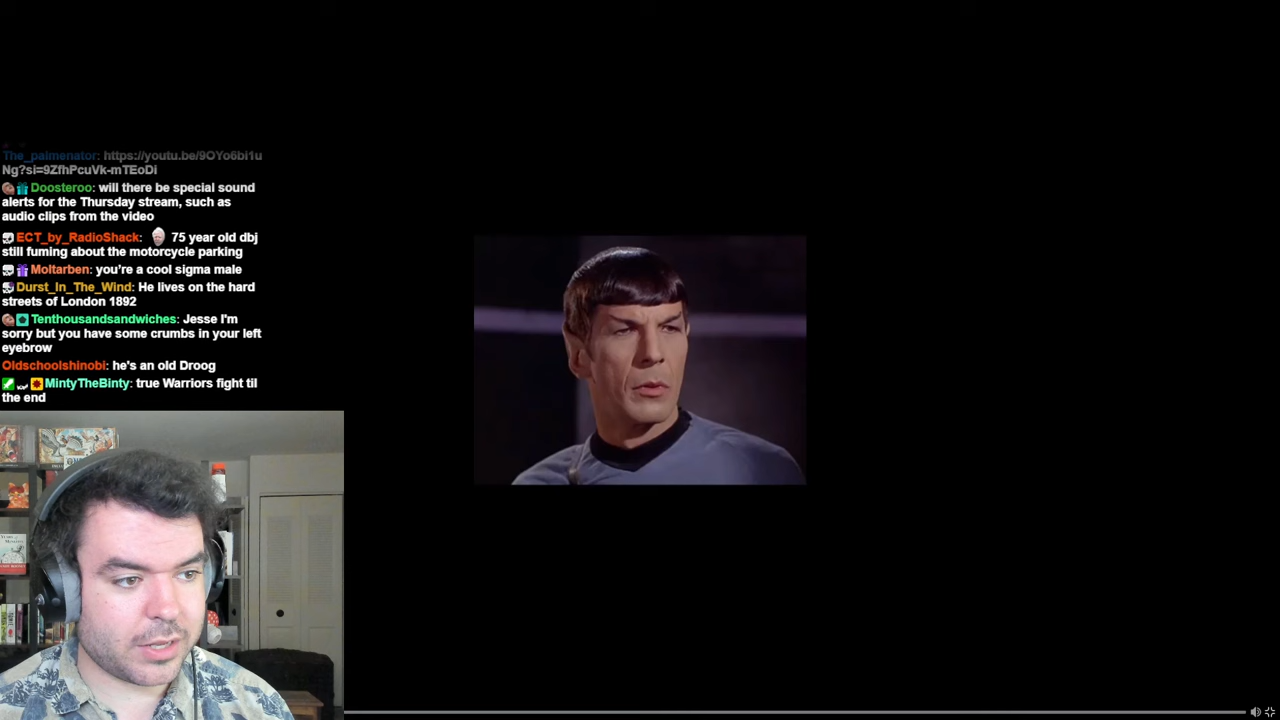 The_palmenator: https://youtu.be/9OYo6bi1u
Ng?si=9ZfhPcuVk-mTEoDi
Doosteroo: will there be special sound
alerts for the Thursday stream, such as
audio clips from the video
ECT_by_RadioShack: 75 year old dbj
still fuming about the motorcycle parking
Moltarben: you’re a cool sigma male
Durst_In_The_Wind: He lives on the hard
streets of London 1892
Tenthousandsandwiches: Jesse I'm
sorry but you have some crumbs in your left
eyebrow
Oldschoolshinobi: he's an old Droog
MintyTheBinty: true Warriors fight til
the end